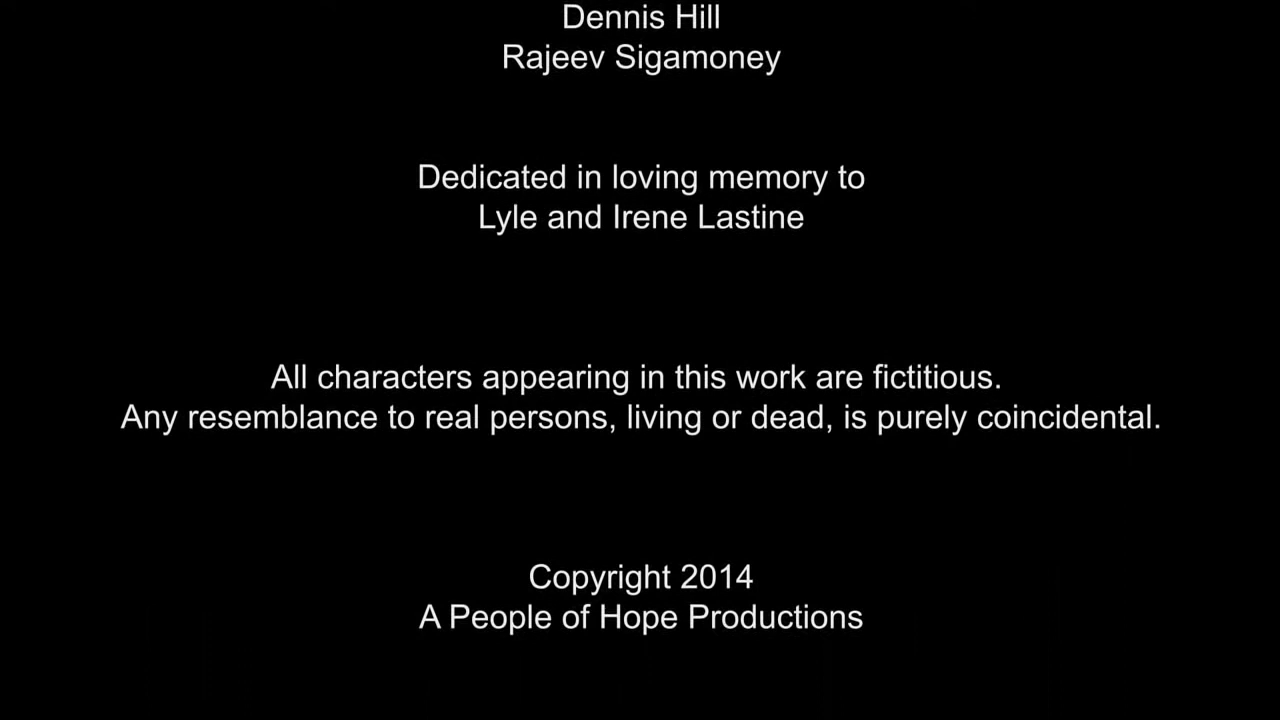 Dennis Hill
Rajeev Sigamoney
Dedicated in loving memory to
Lyle and Irene Lastine
All characters appearing in this work are fictitious.
Any resemblance to real persons, living or dead, is purely coincidental.
Copyright 2014
A People of Hope Productions